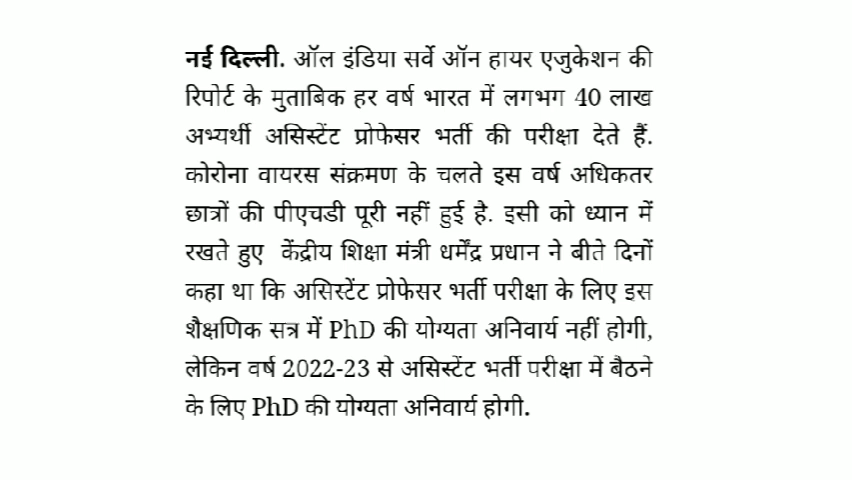 नई दिल्ली. ऑल इंडिया सर्वे ऑन हायर एजुकेशन की
रिपोर्ट के मुताबिक हर वर्ष भारत में लगभग 40 लाख
अभ्यर्थी असिस्टेंट प्रोफेसर भर्ती की परीक्षा देते हैं.
कोरोना वायरस संक्रमण के चलते इस वर्ष अधिकतर
छात्रों की पीएचडी पूरी नहीं हुई है. इसी को ध्यान में
रखते हुए केंद्रीय शिक्षा मंत्री धर्मेंद्र प्रधान ने बीते दिनों
कहा था कि असिस्टेंट प्रोफेसर भर्ती परीक्षा के लिए इस
शैक्षणिक सत्र में PhD की योग्यता अनिवार्य नहीं होगी,
लेकिन वर्ष 2022-23 से असिस्टेंट भर्ती परीक्षा में बैठने
के लिए PhD की योग्यता अनिवार्य होगी.